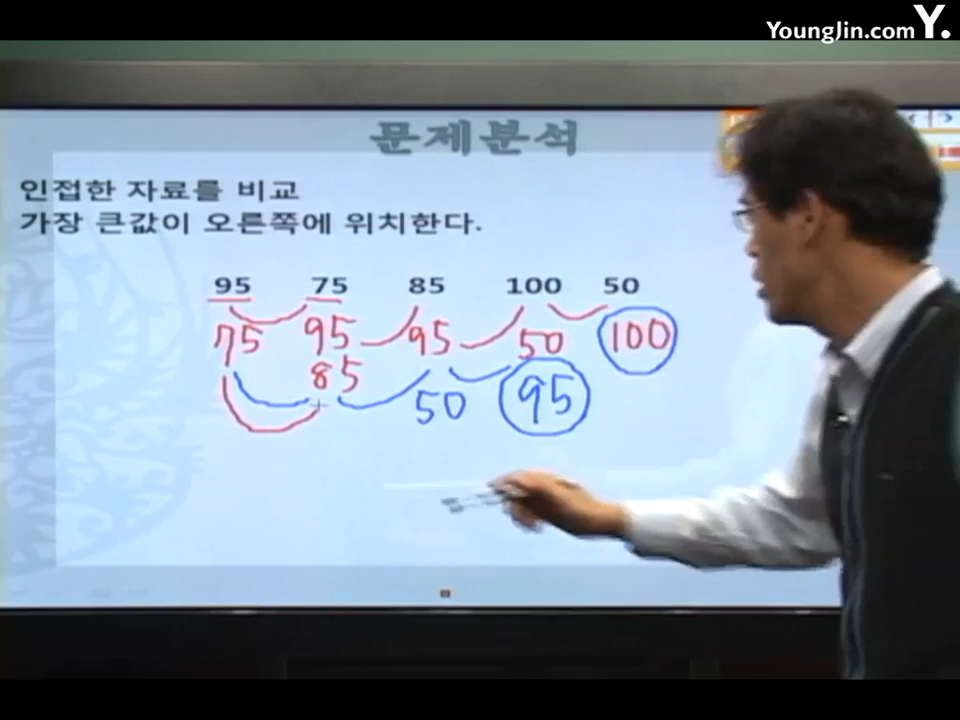 YoungJin.com Y.
문제분석
인접한 자료를 비교
가장 큰값이 오른쪽에 위치한다.
95 75 85 100 50
75 95 95 50 100
85
50 95